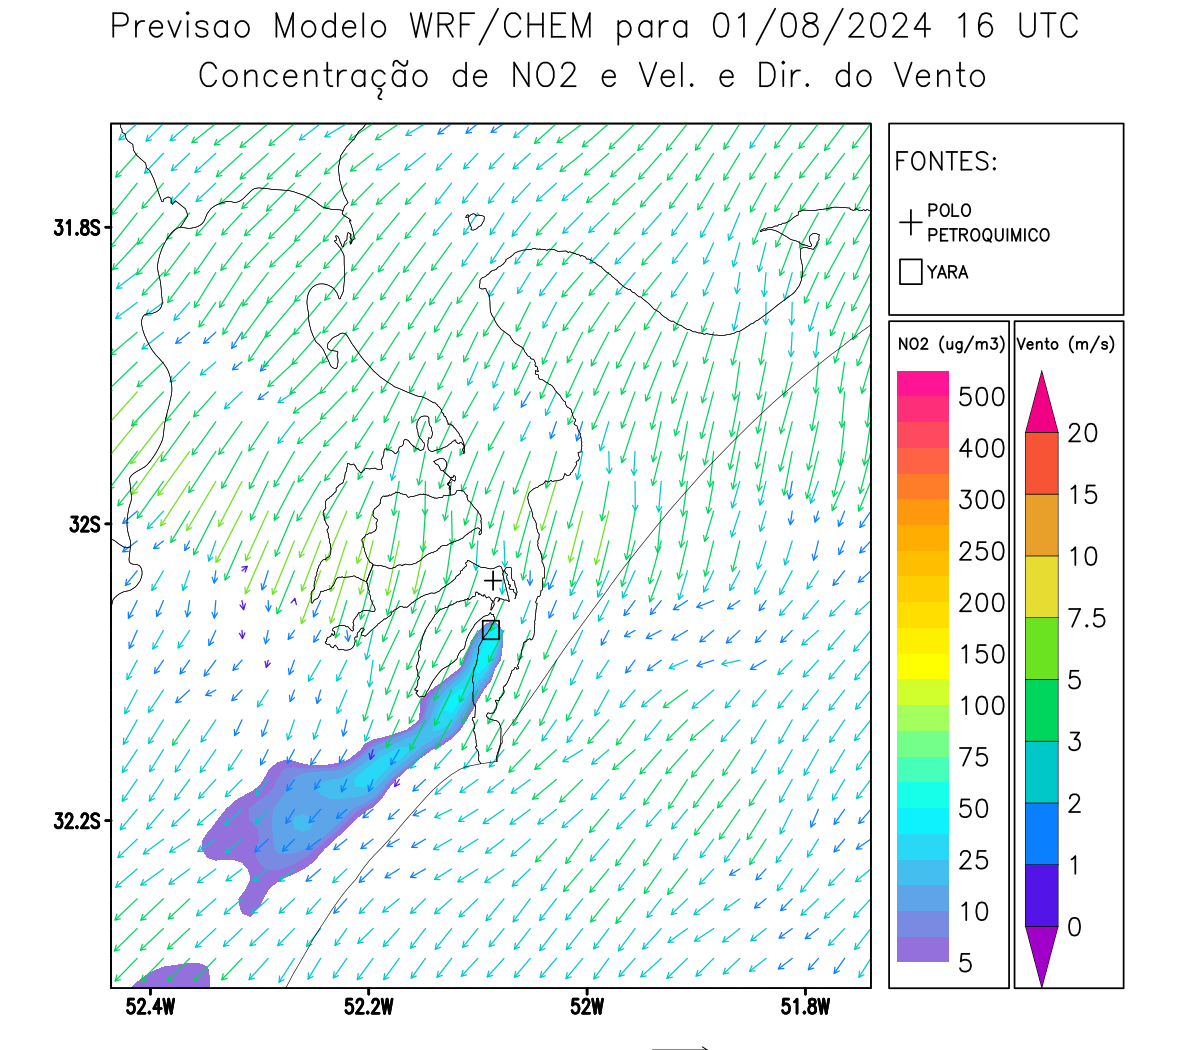 Previsao Modelo WRF/CHEM para 01/08/2024 16 UTC
Concentração de NO2 e Vel. e Dir. do Vento
FONTES:
POLO
PETROQUIMICO
YARA
31.8S
32S
32.2S
52.4W
52.2W
52W
51.8W
NO2 (ug/m3)
500
400
300
250
200
150
100
75
50
25
10
5
Vento (m/s)
20
15
10
7.5
5
3
2
1
0